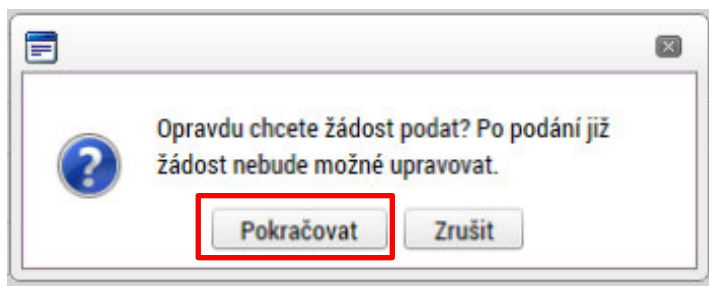 Opravdu chcete žádost podat? Po podání již
žádost nebude možné upravovat.
Pokračovat Zrušit